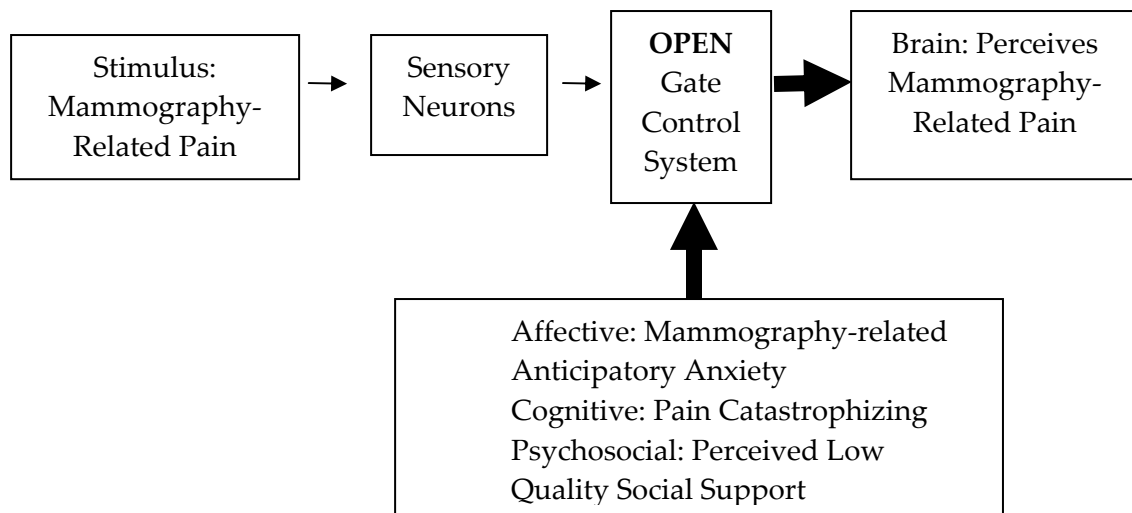 Stimulus:
Mammography-
Related Pain
Sensory
Neurons
OPEN
Gate
Control
System
Brain: Perceives
Mammography-
Related Pain
Affective: Mammography-related
Anticipatory Anxiety
Cognitive: Pain Catastrophizing
Psychosocial: Perceived Low
Quality Social Support